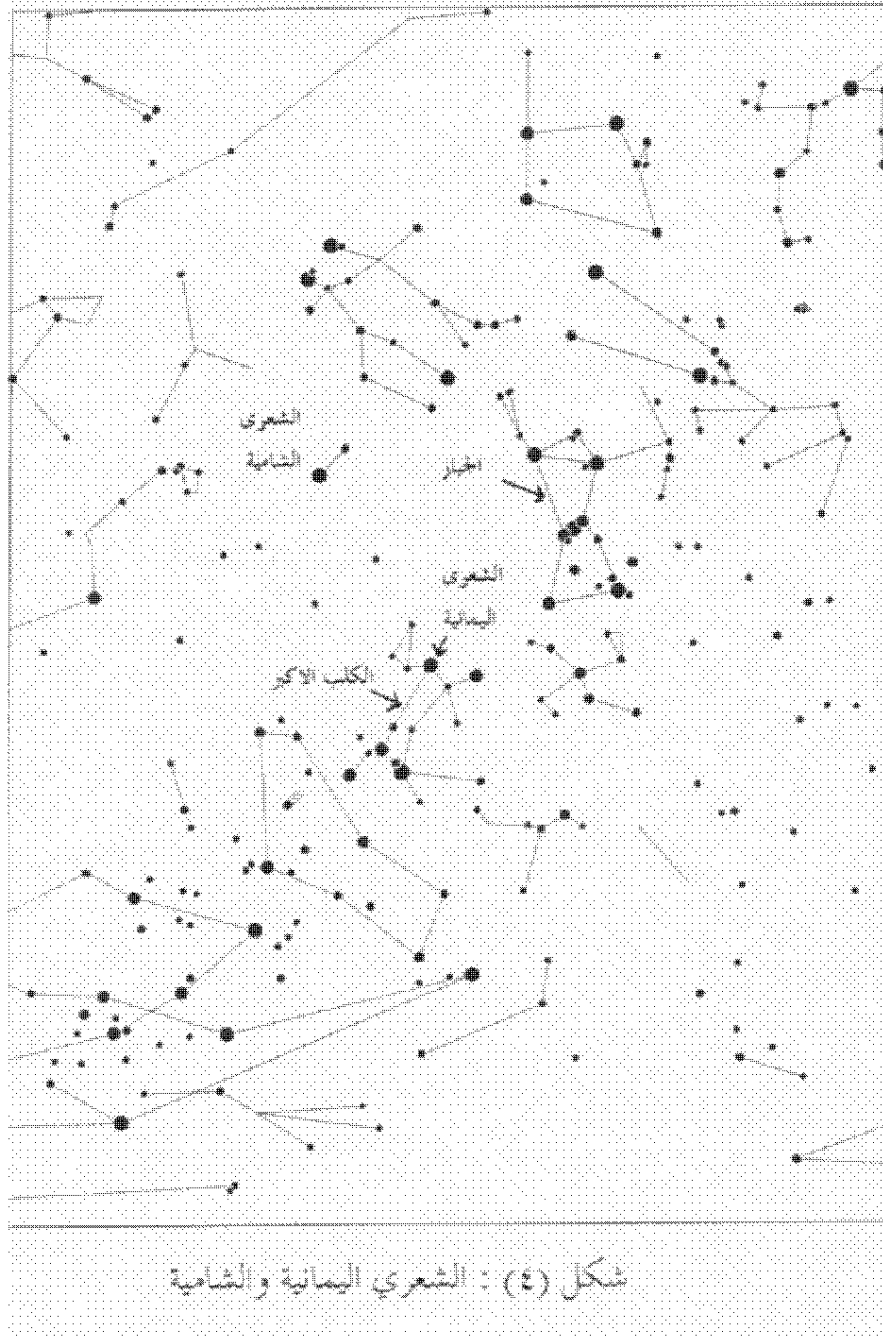 الشعرى
الشامية
الجبار
الشعرى
اليمانية
الكلب الاكبر
شكل (٤) : الشعري اليمانية والشامية